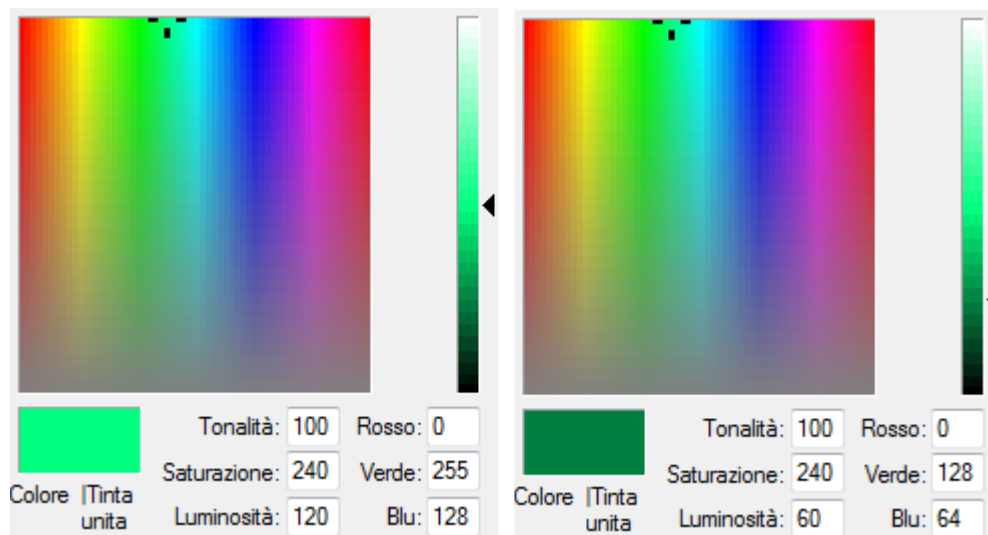 Tonalità: 100 Rosso: 0
Saturazione: 240 Verde: 255
Colore |Tinta
unita
Luminosità: 120 Blu: 128
Tonalità: 100 Rosso: 0
Saturazione: 240 Verde: 128
Colore |Tinta
unita
Luminosità: 60 Blu: 64